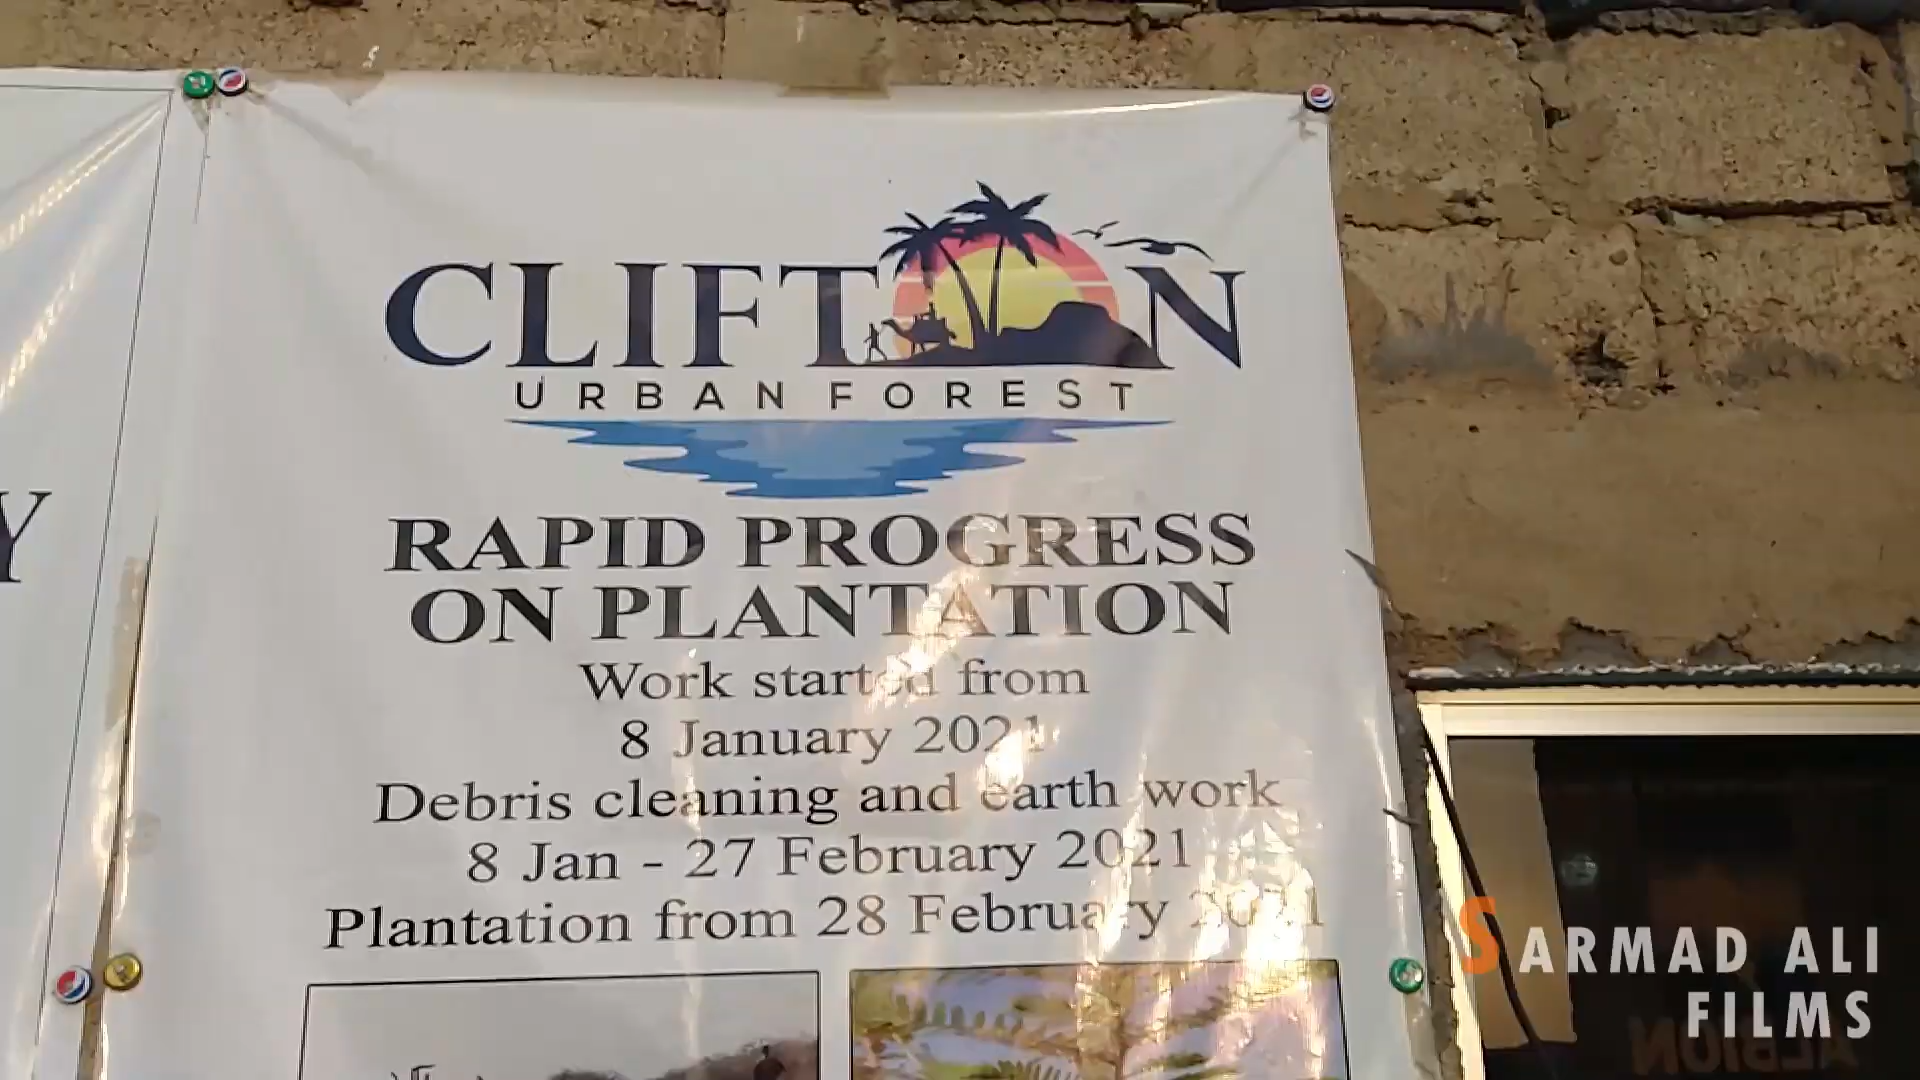 CLIFTON
URBAN FOREST
RAPID PROGRESS
ON PLANTATION
Work started from
8 January 2021
Debris cleaning and earth work
8 Jan - 27 February 2021
Plantation from 28 February 2021
Y
SARMAD ALI
FILMS
ALBION